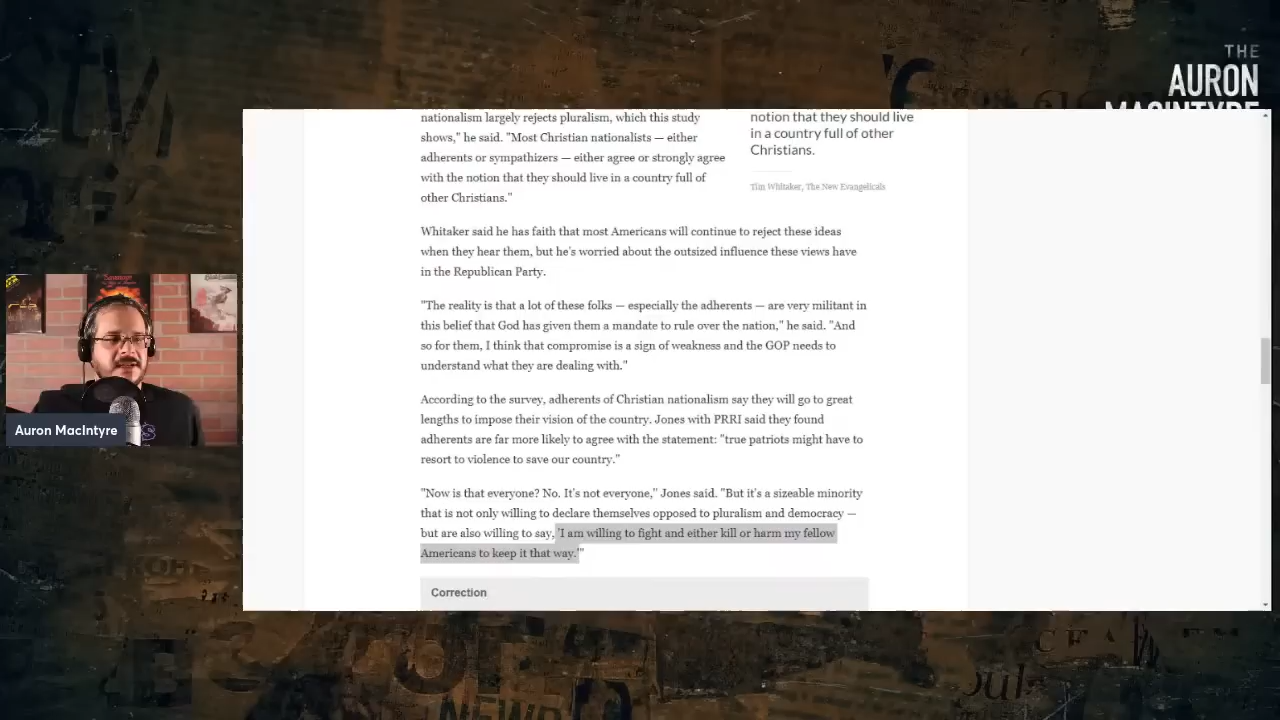 THE
AURON
MACINTYRE
nationalism largely rejects pluralism, which this study
shows," he said. "Most Christian nationalists — either
adherents or sympathizers — either agree or strongly agree
with the notion that they should live in a country full of
other Christians."
notion that they should live
in a country full of other
Christians.
Tim Whitaker, The New Evangelicals
Whitaker said he has faith that most Americans will continue to reject these ideas
when they hear them, but he's worried about the outsized influence these views have
in the Republican Party.
"The reality is that a lot of these folks — especially the adherents — are very militant in
this belief that God has given them a mandate to rule over the nation," he said. "And
so for them, I think that compromise is a sign of weakness and the GOP needs to
understand what they are dealing with."
According to the survey, adherents of Christian nationalism say they will go to great
lengths to impose their vision of the country. Jones with PRRI said they found
adherents are far more likely to agree with the statement: "true patriots might have to
resort to violence to save our country."
"Now is that everyone? No. It's not everyone," Jones said. "But it's a sizeable minority
that is not only willing to declare themselves opposed to pluralism and democracy —
but are also willing to say, 'I am willing to fight and either kill or harm my fellow
Americans to keep it that way.'"
Correction
Auron MacIntyre